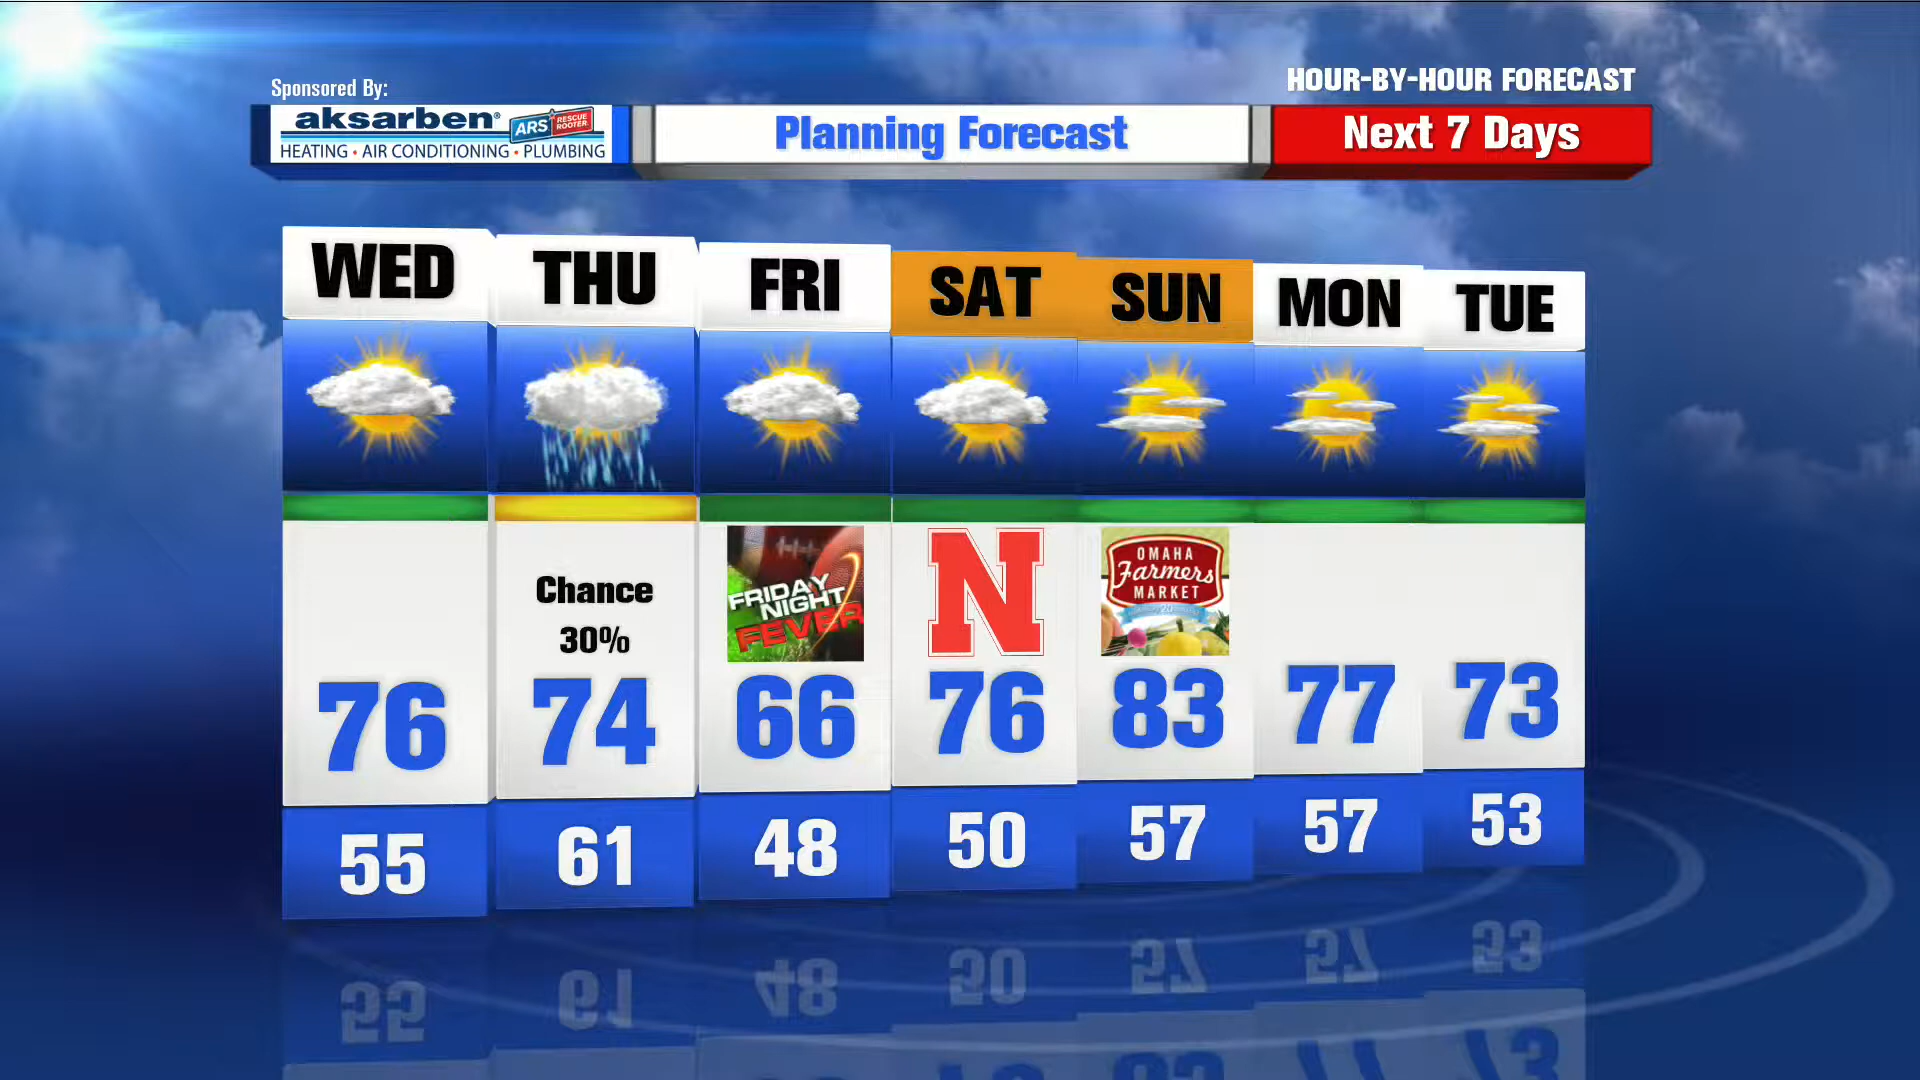 Sponsored By:
HOUR-BY-HOUR FORECAST
aksarben®
ARS RESCUE ROOTER
HEATING • AIR CONDITIONING • PLUMBING
Planning Forecast
Next 7 Days
WED THU FRI SAT SUN MON TUE
Chance
30%
FRIDAY
NIGHT
FEVER
N
OMAHA
Farmers
MARKET
76 74 66 76 83 77 73
55 61 48 50 57 57 53